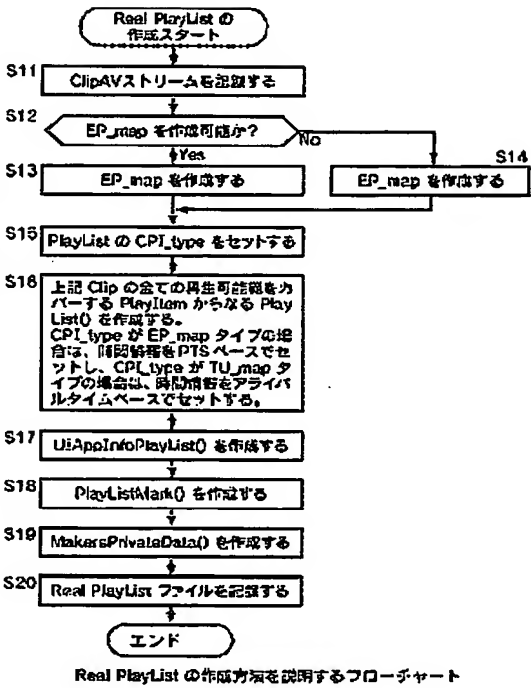 Real PlayList の
作成スタート
S11
ClipAVストリームを記録する
S12
EP_map を作成可能か?
No
Yes
S13
EP_map を作成する
S14
EP_map を作成する
S15
PlayList の CPI_type をセットする
S16
上記 Clip の全ての再生可能範囲をカ
バーする PlayItem からなる Play
List() を作成する。
CPI_type が EP_map タイプの場
合は、時間情報をPTSベースでセ
ットし、CPI_type が TU_map タ
イプの場合は、時間情報をアライバ
ルタイムベースでセットする。
S17
UiAppInfoPlayList() を作成する
S18
PlayListMark() を作成する
S19
MakersPrivateData() を作成する
S20
Real PlayList ファイルを記録する
エンド
Real PlayList の作成方法を説明するフローチャート